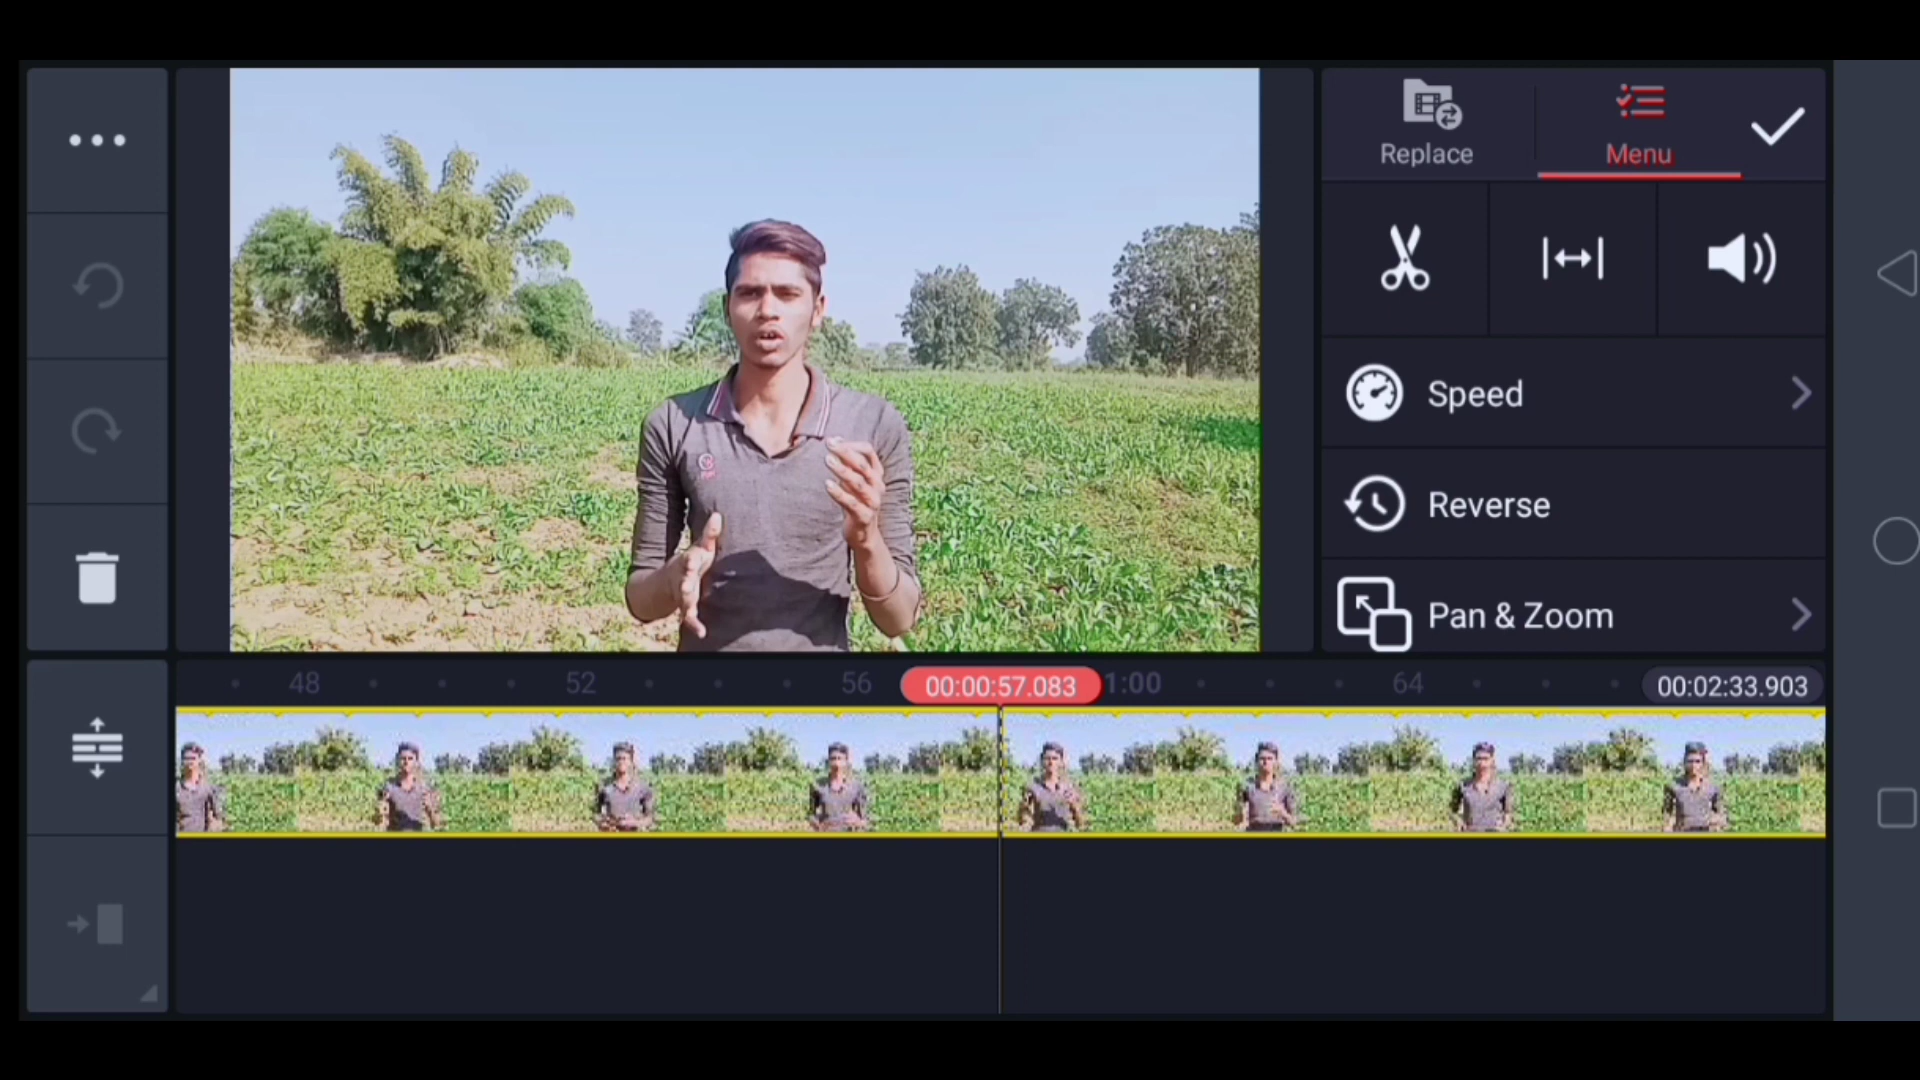 Replace
Menu
Speed
Reverse
Pan & Zoom
48
52
56
00:00:57.083
1:00
64
00:02:33.903